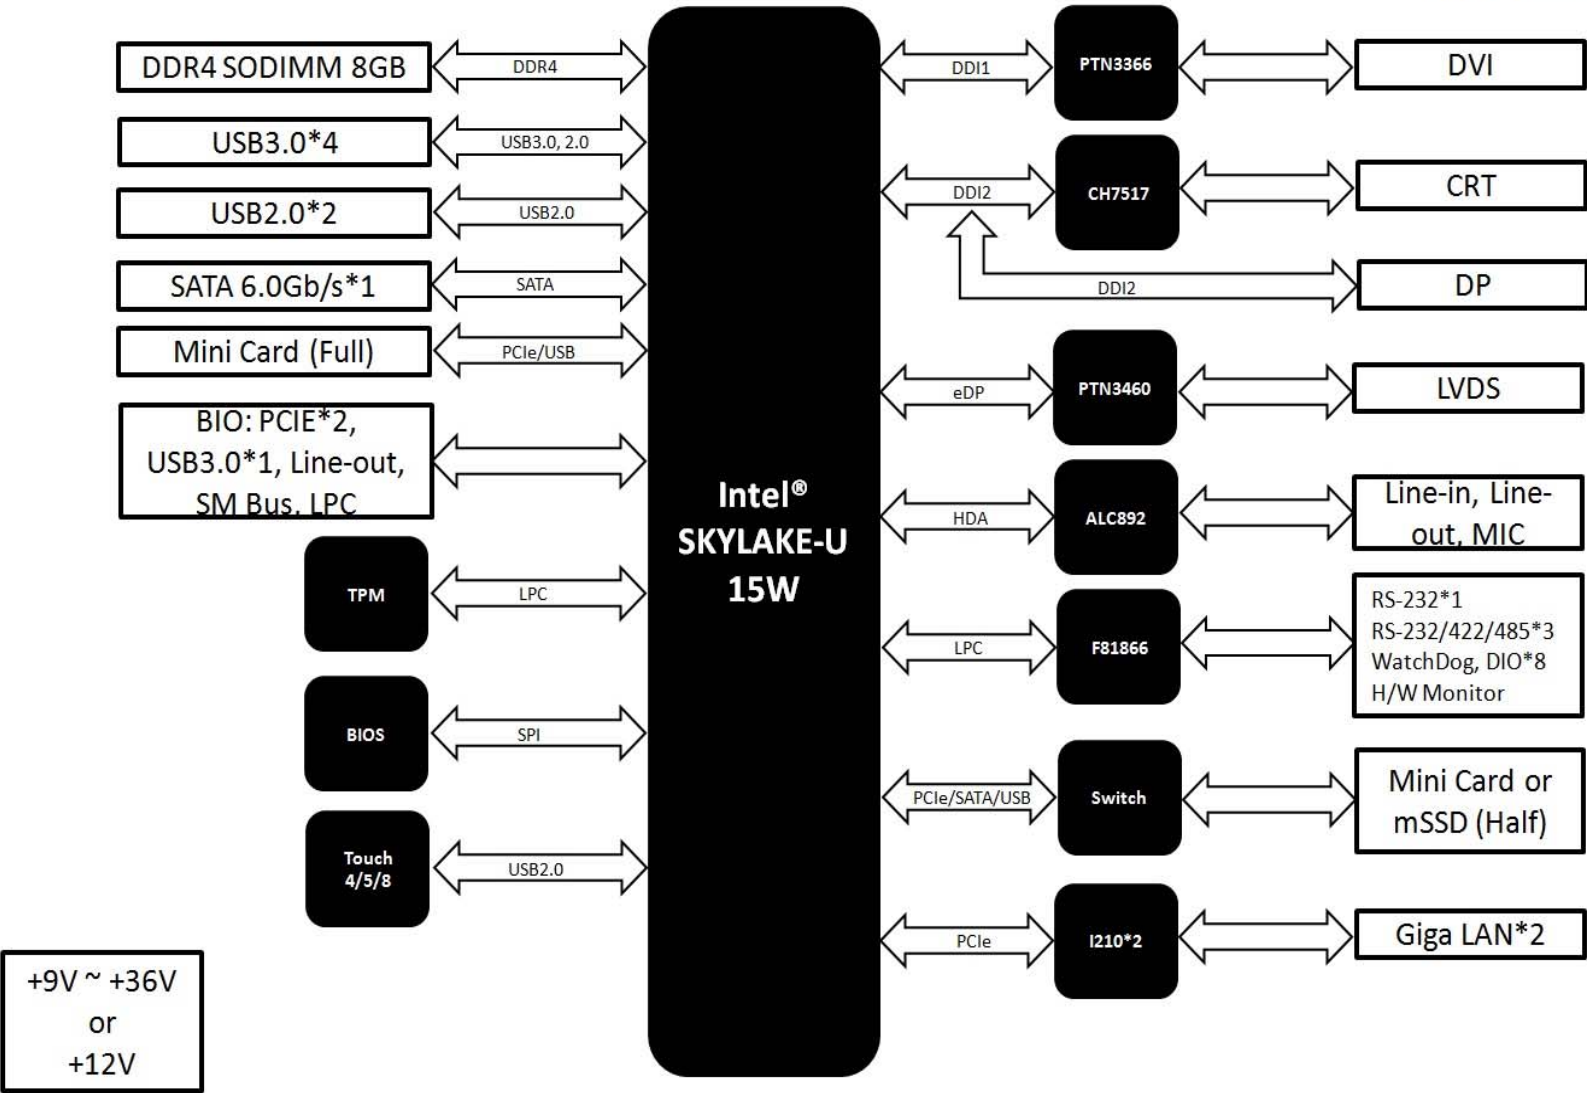 DDR4 SODIMM 8GB
DDR4
USB3.0*4
USB3.0, 2.0
USB2.0*2
USB2.0
SATA 6.0Gb/s*1
SATA
Mini Card (Full)
PCIe/USB
BIO: PCIE*2,
USB3.0*1, Line-out,
SM Bus, LPC
TPM
LPC
BIOS
SPI
Touch
4/5/8
USB2.0
+9V ~ +36V
or
+12V
Intel®
SKYLAKE-U
15W
DDI1
PTN3366
DVI
DDI2
CH7517
CRT
DDI2
DP
eDP
PTN3460
LVDS
HDA
ALC892
Line-in, Line-
out, MIC
LPC
F81866
RS-232*1
RS-232/422/485*3
WatchDog, DIO*8
H/W Monitor
PCIe/SATA/USB
Switch
Mini Card or
mSSD (Half)
PCIe
I210*2
Giga LAN*2